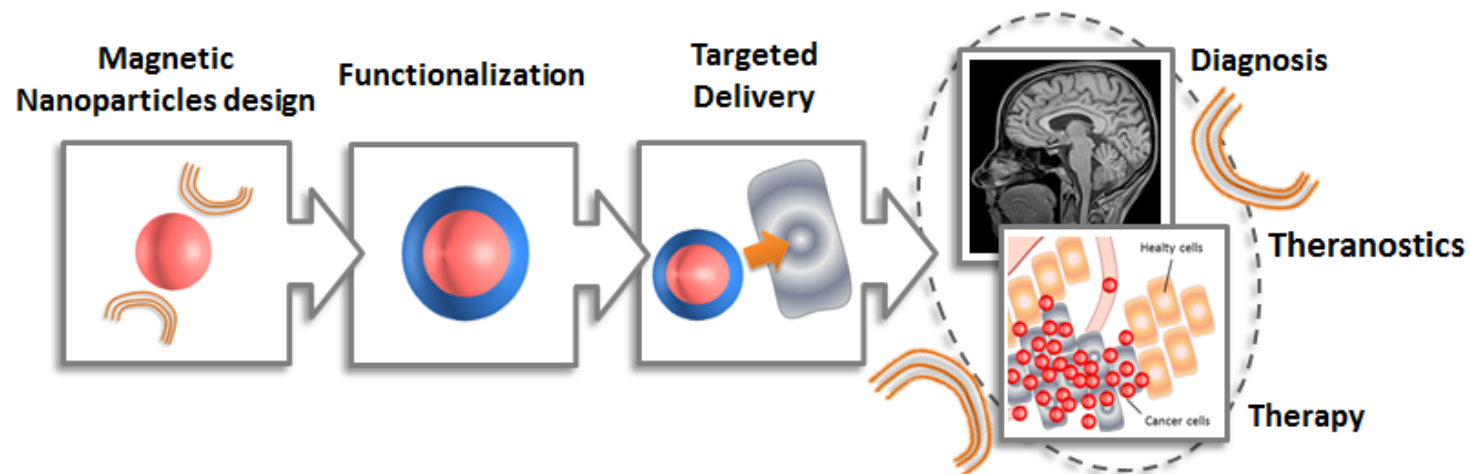 Magnetic
Nanoparticles design
Functionalization
Targeted
Delivery
Diagnosis
Theranostics
Healty cells
Cancer cells
Therapy